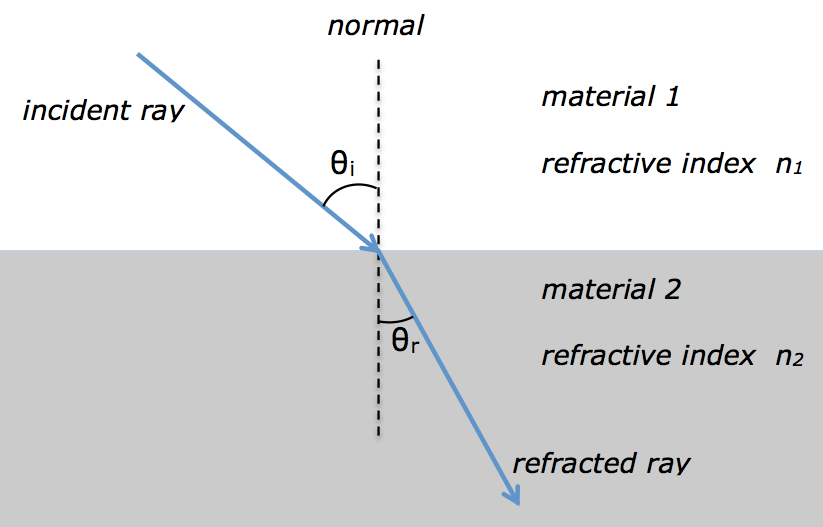 normal
incident ray
material 1
θi
refractive index n1
material 2
θr
refractive index n2
refracted ray